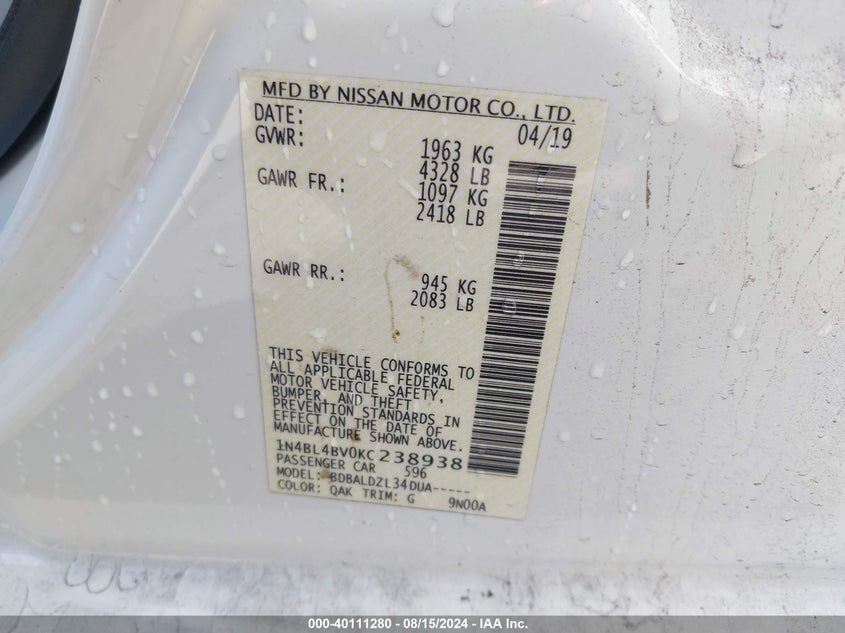 MFD BY NISSAN MOTOR CO., LTD.
DATE: 04/19
GVWR: 1963 KG
4328 LB
GAWR FR.: 1097 KG
2418 LB
GAWR RR.: 945 KG
2083 LB
THIS VEHICLE CONFORMS TO
ALL APPLICABLE FEDERAL
MOTOR VEHICLE SAFETY,
BUMPER, AND THEFT
PREVENTION STANDARDS IN
EFFECT ON THE DATE OF
MANUFACTURE SHOWN ABOVE.
1N4BL4BV0KC238938
PASSENGER CAR 596
MODEL: BDBALDZL34DUA-----
COLOR: QAK TRIM: G 9N00A
000-40111280 - 08/15/2024 - IAA Inc.